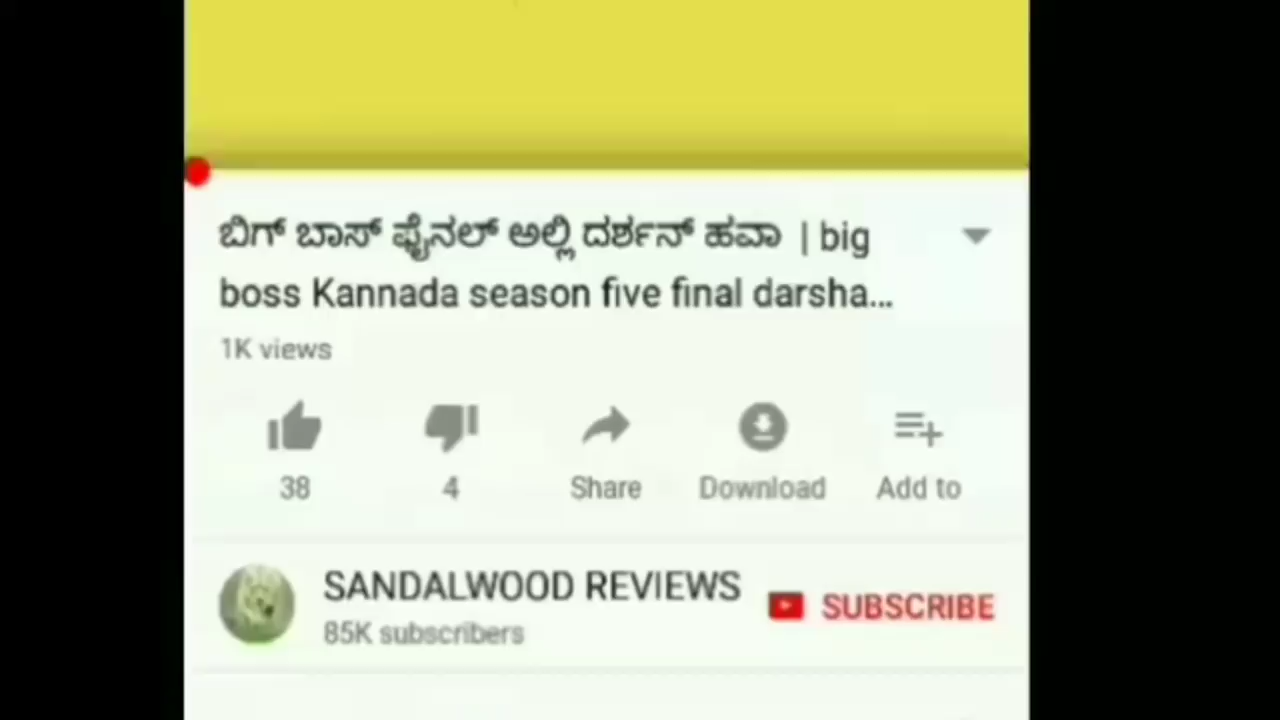 ಬಿಗ್ ಬಾಸ್ ಫೈನಲ್ ಅಲ್ಲಿ ದರ್ಶನ್ ಹವಾ | big
boss Kannada season five final darsha...
1K views
38
4
Share
Download
Add to
SANDALWOOD REVIEWS
SUBSCRIBE
85K subscribers